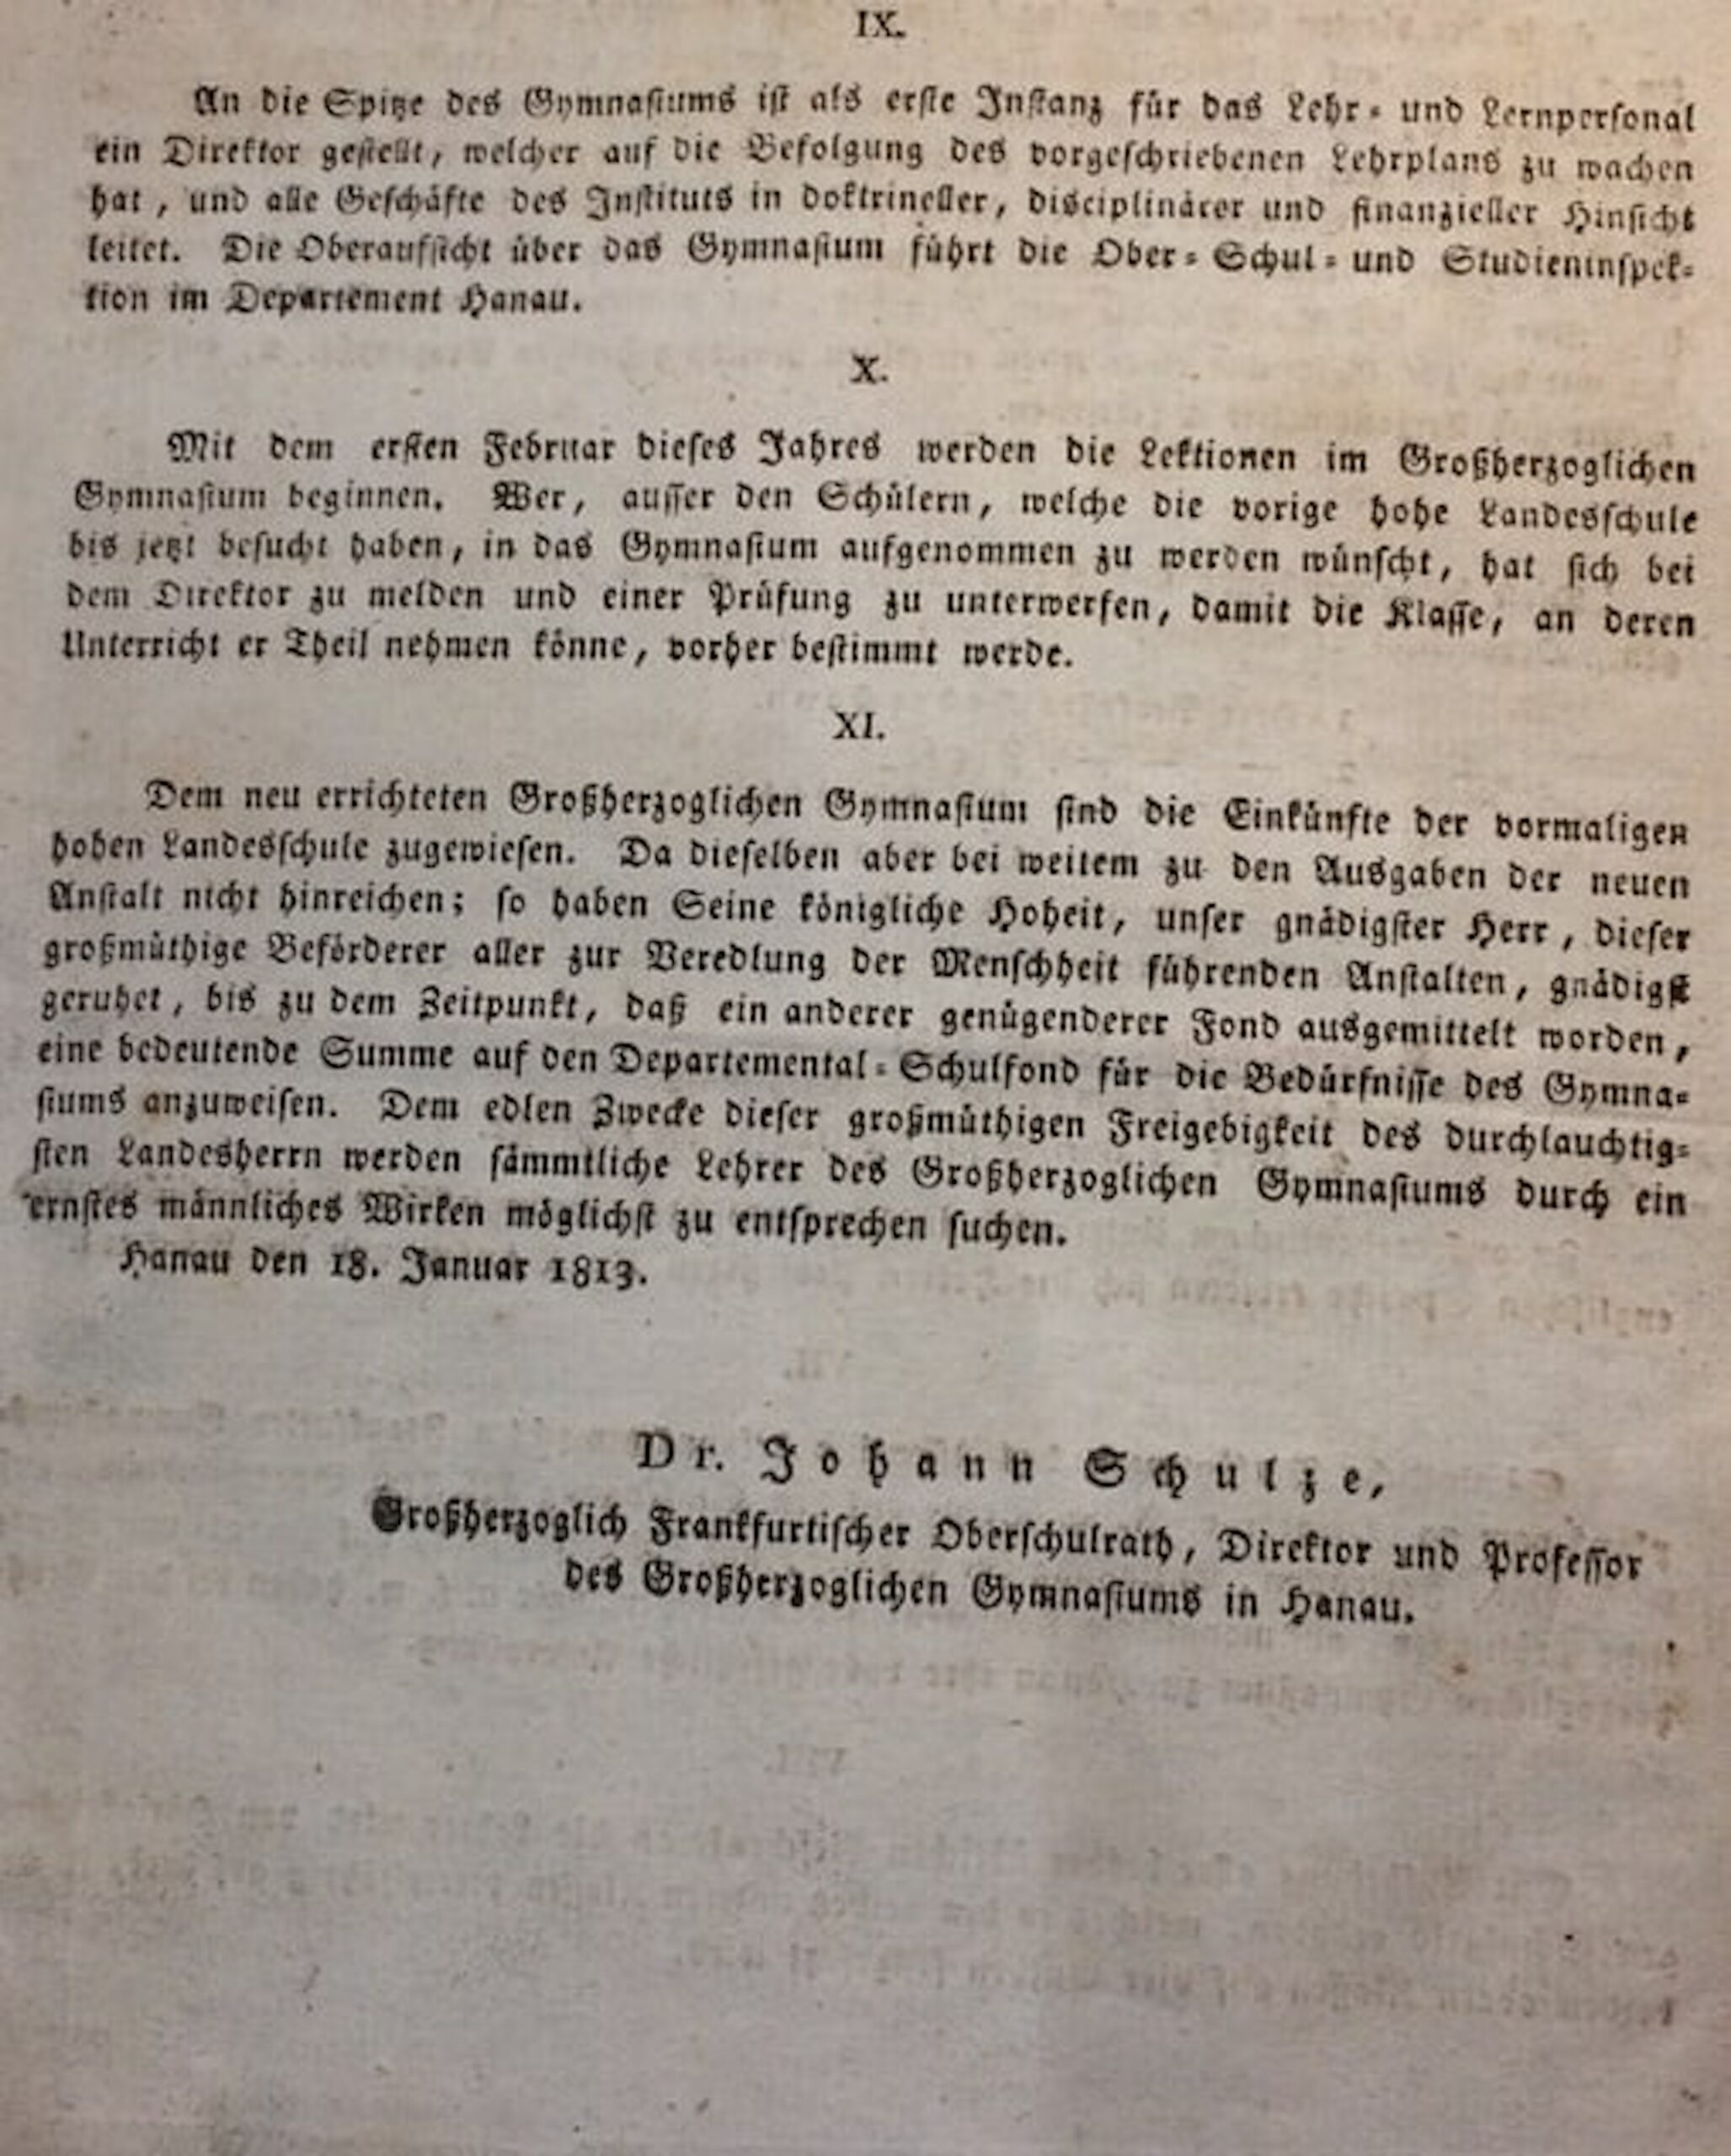 IX.
An die Spitze des Gymnasiums ist als erste Instanz für das Lehr- und Lernpersonal
ein Direktor gestellt, welcher auf die Befolgung des vorgeschriebenen Lehrplans zu wachen
hat, und alle Geschäfte des Instituts in doktrineller, disciplinärer und finanzieller Hinsicht
leitet. Die Oberaufsicht über das Gymnasium führt die Ober-Schul- und Studieninspek-
tion im Departement Hanau.
X.
Mit dem ersten Februar dieses Jahres werden die Lektionen im Großherzoglichen
Gymnasium beginnen. Wer, ausser den Schülern, welche die vorige hohe Landesschule
bis jetzt besucht haben, in das Gymnasium aufgenommen zu werden wünscht, hat sich bei
dem Direktor zu melden und einer Prüfung zu unterwerfen, damit die Klasse, an deren
Unterricht er Theil nehmen könne, vorher bestimmt werde.
XI.
Dem neu errichteten Großherzoglichen Gymnasium sind die Einkünfte der vormaligen
hohen Landesschule zugewiesen. Da dieselben aber bei weitem zu den Ausgaben der neuen
Anstalt nicht hinreichen; so haben Seine königliche Hoheit, unser gnädigster Herr, dieser
großmüthige Beförderer aller zur Veredlung der Menschheit führenden Anstalten, gnädigst
geruhet, bis zu dem Zeitpunkt, daß ein anderer genügenderer Fond ausgemittelt worden,
eine bedeutende Summe auf den Departemental-Schulfond für die Bedürfnisse des Gymna-
siums anzuweisen. Dem edlen Zwecke dieser großmüthigen Freigebigkeit des durchlauchtig-
sten Landesherrn werden sämmtliche Lehrer des Großherzoglichen Gymnasiums durch ein
ernstes männliches Wirken möglichst zu entsprechen suchen.
Hanau den 18. Januar 1813.
Dr. Johann Schulze,
Großherzoglich Frankfurtischer Oberschulrath, Direktor und Professor
des Großherzoglichen Gymnasiums in Hanau.